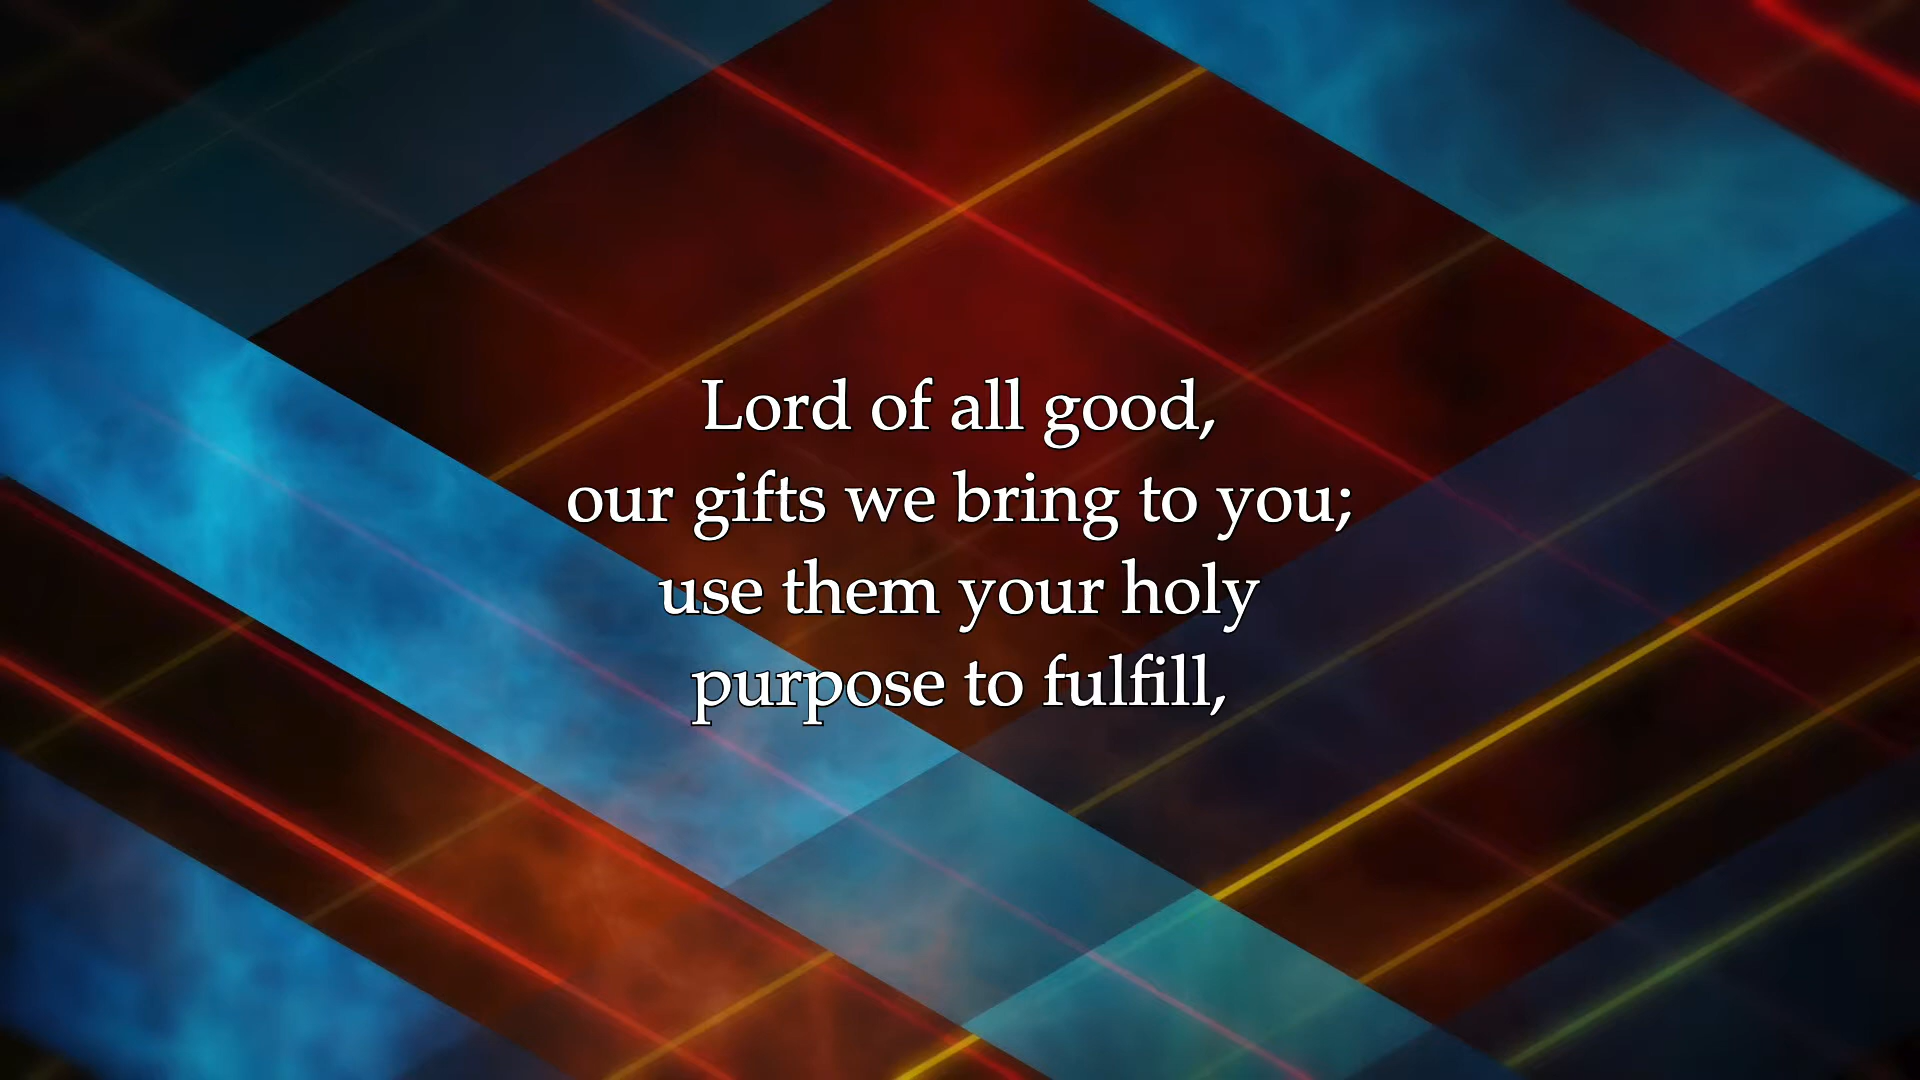 Lord of all good,
our gifts we bring to you;
use them your holy
purpose to fulfill,